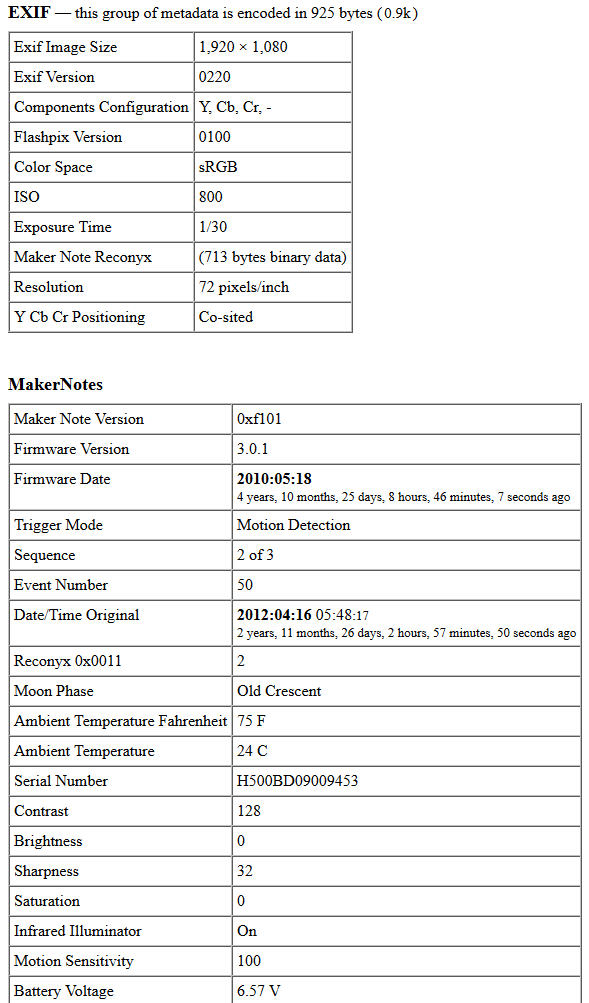 EXIF — this group of metadata is encoded in 925 bytes (0.9k)
Exif Image Size 1,920 × 1,080
Exif Version 0220
Components Configuration Y, Cb, Cr, -
Flashpix Version 0100
Color Space sRGB
ISO 800
Exposure Time 1/30
Maker Note Reconyx (713 bytes binary data)
Resolution 72 pixels/inch
Y Cb Cr Positioning Co-sited
MakerNotes
Maker Note Version 0xf101
Firmware Version 3.0.1
Firmware Date 2010:05:18
4 years, 10 months, 25 days, 8 hours, 46 minutes, 7 seconds ago
Trigger Mode Motion Detection
Sequence 2 of 3
Event Number 50
Date/Time Original 2012:04:16 05:48:17
2 years, 11 months, 26 days, 2 hours, 57 minutes, 50 seconds ago
Reconyx 0x0011 2
Moon Phase Old Crescent
Ambient Temperature Fahrenheit 75 F
Ambient Temperature 24 C
Serial Number H500BD09009453
Contrast 128
Brightness 0
Sharpness 32
Saturation 0
Infrared Illuminator On
Motion Sensitivity 100
Battery Voltage 6.57 V